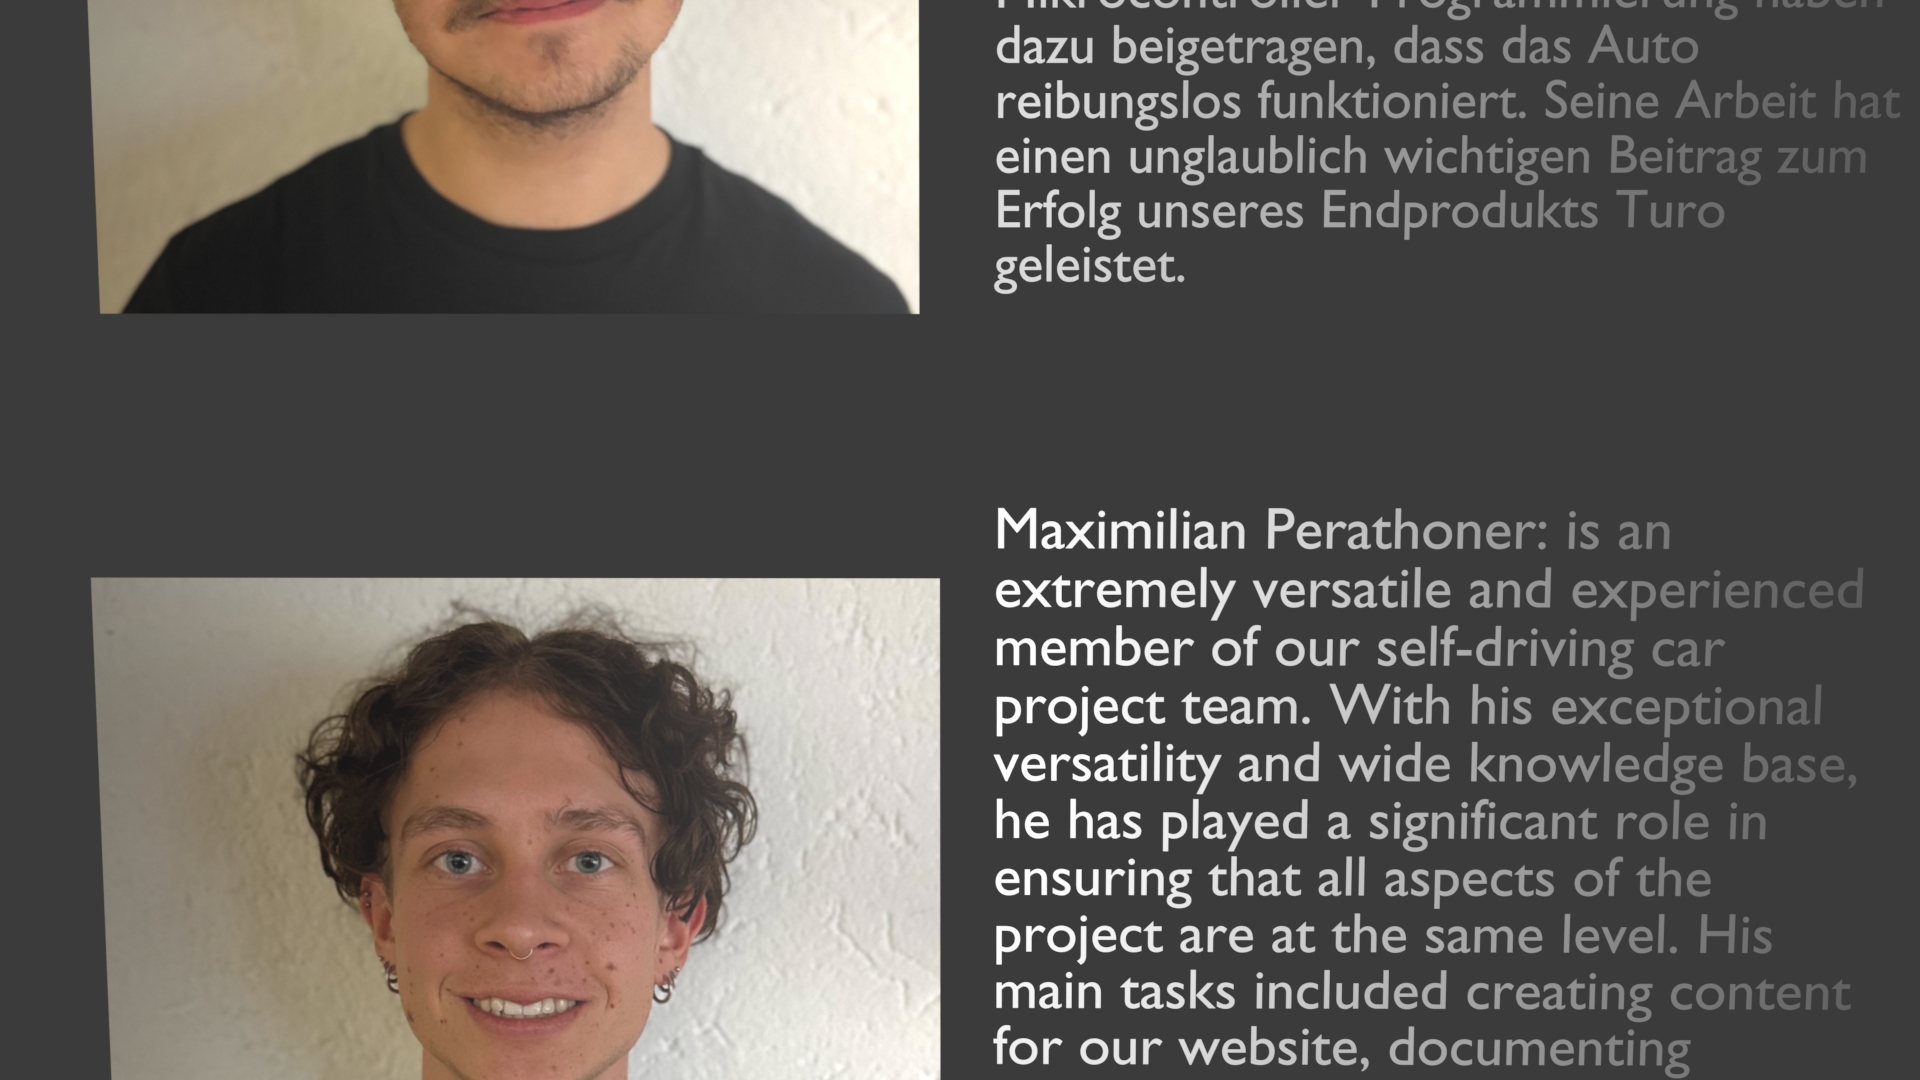 Mikrocontroller-Programmierung haben
dazu beigetragen, dass das Auto
reibungslos funktioniert. Seine Arbeit hat
einen unglaublich wichtigen Beitrag zum
Erfolg unseres Endprodukts Turo
geleistet.
Maximilian Perathoner: is an
extremely versatile and experienced
member of our self-driving car
project team. With his exceptional
versatility and wide knowledge base,
he has played a significant role in
ensuring that all aspects of the
project are at the same level. His
main tasks included creating content
for our website, documenting